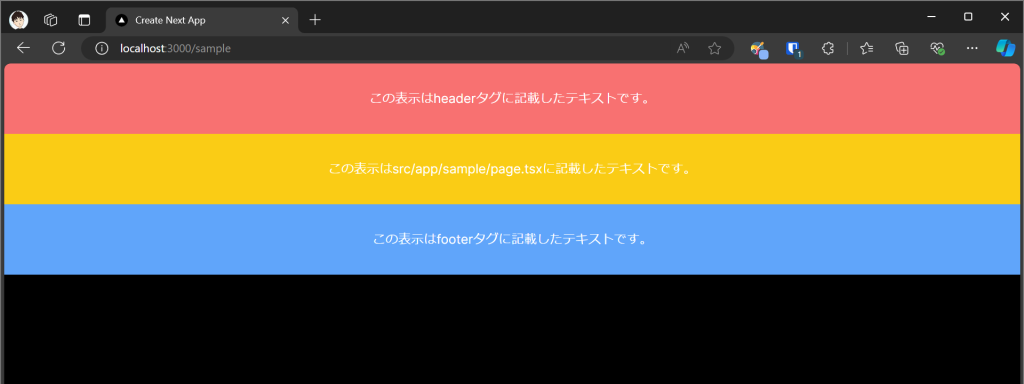 Create Next App
localhost:3000/sample
1
この表示はheaderタグに記載したテキストです。
この表示はsrc/app/sample/page.tsxに記載したテキストです。
この表示はfooterタグに記載したテキストです。